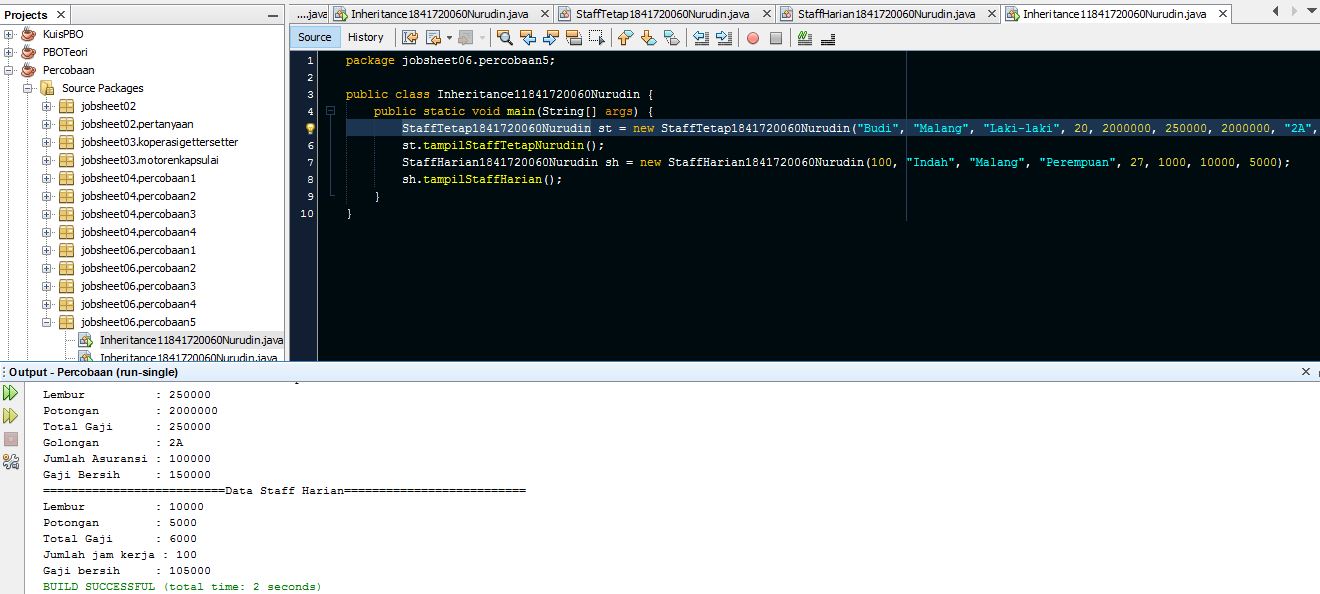 Projects
KuisPBO
PBOTeori
Percobaan
Source Packages
jobsheet02
jobsheet02.pertanyaan
jobsheet03.koperasigettersetter
jobsheet03.motorenkapsulai
jobsheet04.percobaan1
jobsheet04.percobaan2
jobsheet04.percobaan3
jobsheet04.percobaan4
jobsheet06.percobaan1
jobsheet06.percobaan2
jobsheet06.percobaan3
jobsheet06.percobaan4
jobsheet06.percobaan5
Inheritance11841720060Nurudin.java
Inheritance1841720060Nurudin.java
....java Inheritance1841720060Nurudin.java StaffTetap1841720060Nurudin.java StaffHarian1841720060Nurudin.java Inheritance11841720060Nurudin.java
Source History
1 package jobsheet06.percobaan5;
2
3 public class Inheritance11841720060Nurudin {
4 public static void main(String[] args) {
StaffTetap1841720060Nurudin st = new StaffTetap1841720060Nurudin("Budi", "Malang", "Laki-laki", 20, 2000000, 250000, 2000000, "2A",
6 st.tampilStaffTetapNurudin();
7 StaffHarian1841720060Nurudin sh = new StaffHarian1841720060Nurudin(100, "Indah", "Malang", "Perempuan", 27, 1000, 10000, 5000);
8 sh.tampilStaffHarian();
9 }
10 }
Output - Percobaan (run-single)
Lembur : 250000
Potongan : 2000000
Total Gaji : 250000
Golongan : 2A
Jumlah Asuransi : 100000
Gaji Bersih : 150000
==========================Data Staff Harian==========================
Lembur : 10000
Potongan : 5000
Total Gaji : 6000
Jumlah jam kerja : 100
Gaji bersih : 105000
BUILD SUCCESSFUL (total time: 2 seconds)